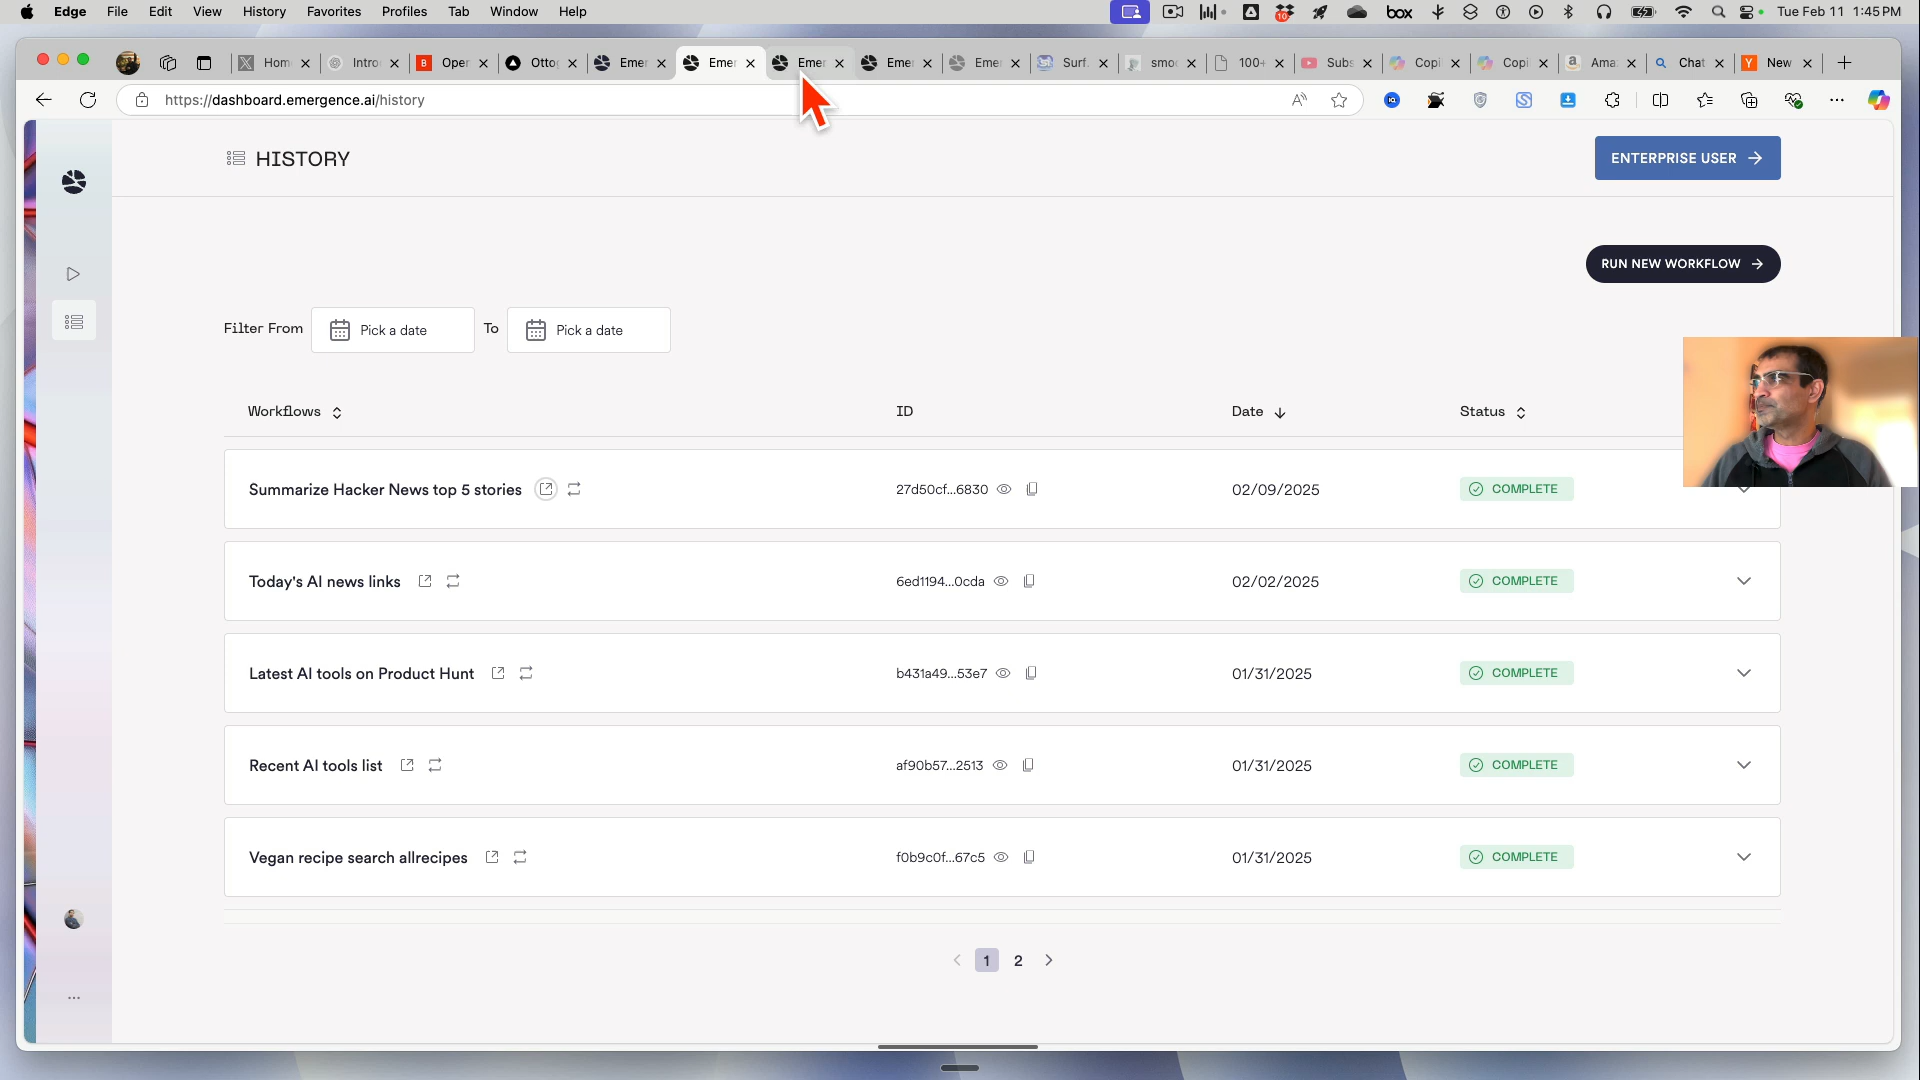 Edge File Edit View History Favorites Profiles Tab Window Help
10 box Tue Feb 11 1:45 PM
Hom Intro Oper Otto Emer Emer Emer Emer Eme Surf. smo 100+ Subs Copi Copi Ama Chat New
https://dashboard.emergence.ai/history
HISTORY
ENTERPRISE USER
RUN NEW WORKFLOW
Filter From Pick a date To Pick a date
Workflows ID Date Status
Summarize Hacker News top 5 stories 27d50cf...6830 02/09/2025 COMPLETE
Today's AI news links 6ed1194...0cda 02/02/2025 COMPLETE
Latest AI tools on Product Hunt b431a49...53e7 01/31/2025 COMPLETE
Recent AI tools list af90b57...2513 01/31/2025 COMPLETE
Vegan recipe search allrecipes f0b9c0f...67c5 01/31/2025 COMPLETE
1 2